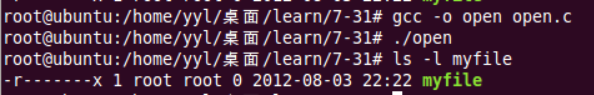 root@ubuntu:/home/yyl/桌面/learn/7-31# gcc -o open open.c
root@ubuntu:/home/yyl/桌面/learn/7-31# ./open
root@ubuntu:/home/yyl/桌面/learn/7-31# ls -l myfile
-r-------x 1 root root 0 2012-08-03 22:22 myfile